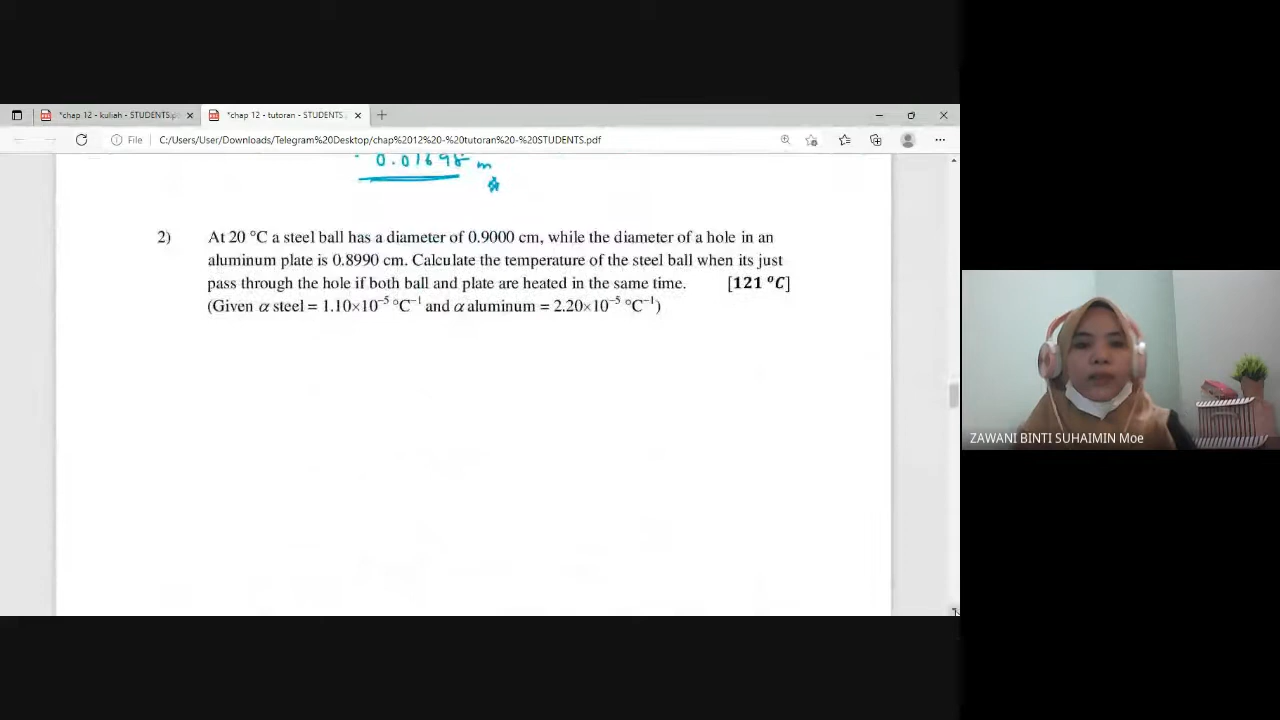 *chap 12 - kuliah - STUDENTS.p
*chap 12 - tutoran - STUDENTS
File
C:/Users/User/Downloads/Telegram%20Desktop/chap%2012%20-%20tutoran%20-%20STUDENTS.pdf
0.01698 m
2) At 20 °C a steel ball has a diameter of 0.9000 cm, while the diameter of a hole in an
aluminum plate is 0.8990 cm. Calculate the temperature of the steel ball when its just
pass through the hole if both ball and plate are heated in the same time. [121 °C]
(Given α steel = 1.10×10⁻⁵ °C⁻¹ and α aluminum = 2.20×10⁻⁵ °C⁻¹)
ZAWANI BINTI SUHAIMIN Moe